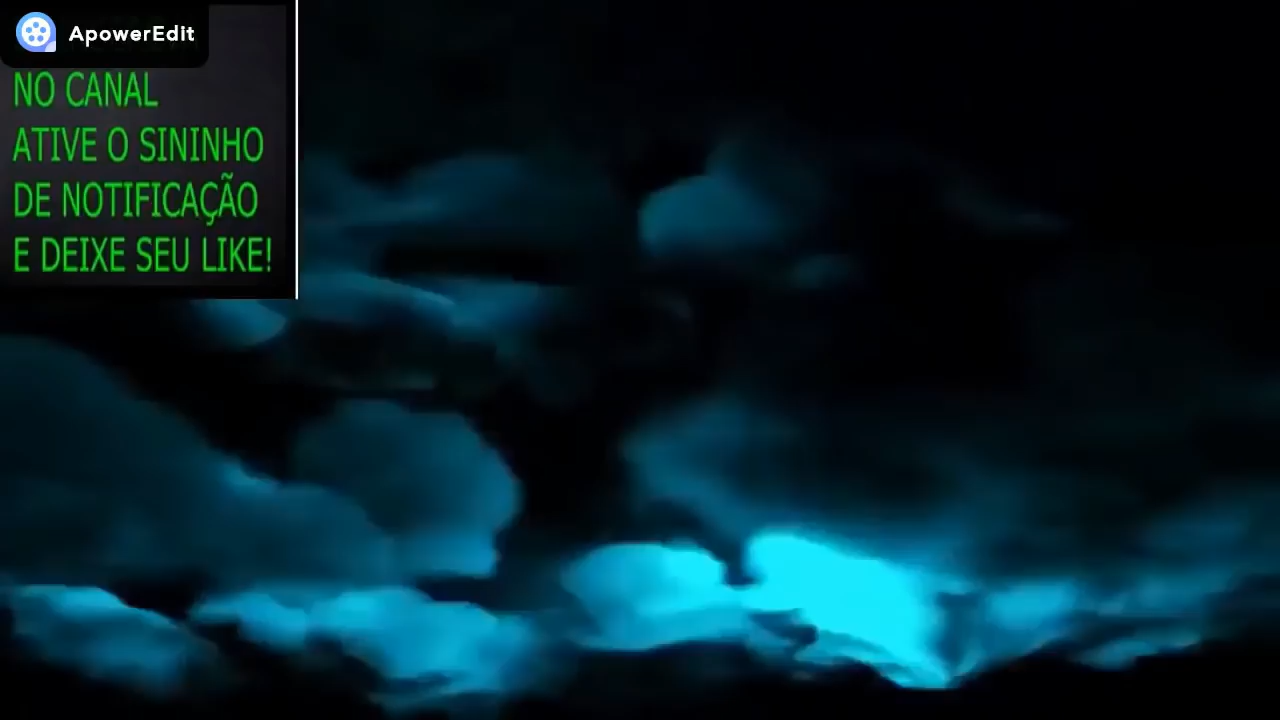 ApowerEdit
NO CANAL
ATIVE O SININHO
DE NOTIFICAÇÃO
E DEIXE SEU LIKE!